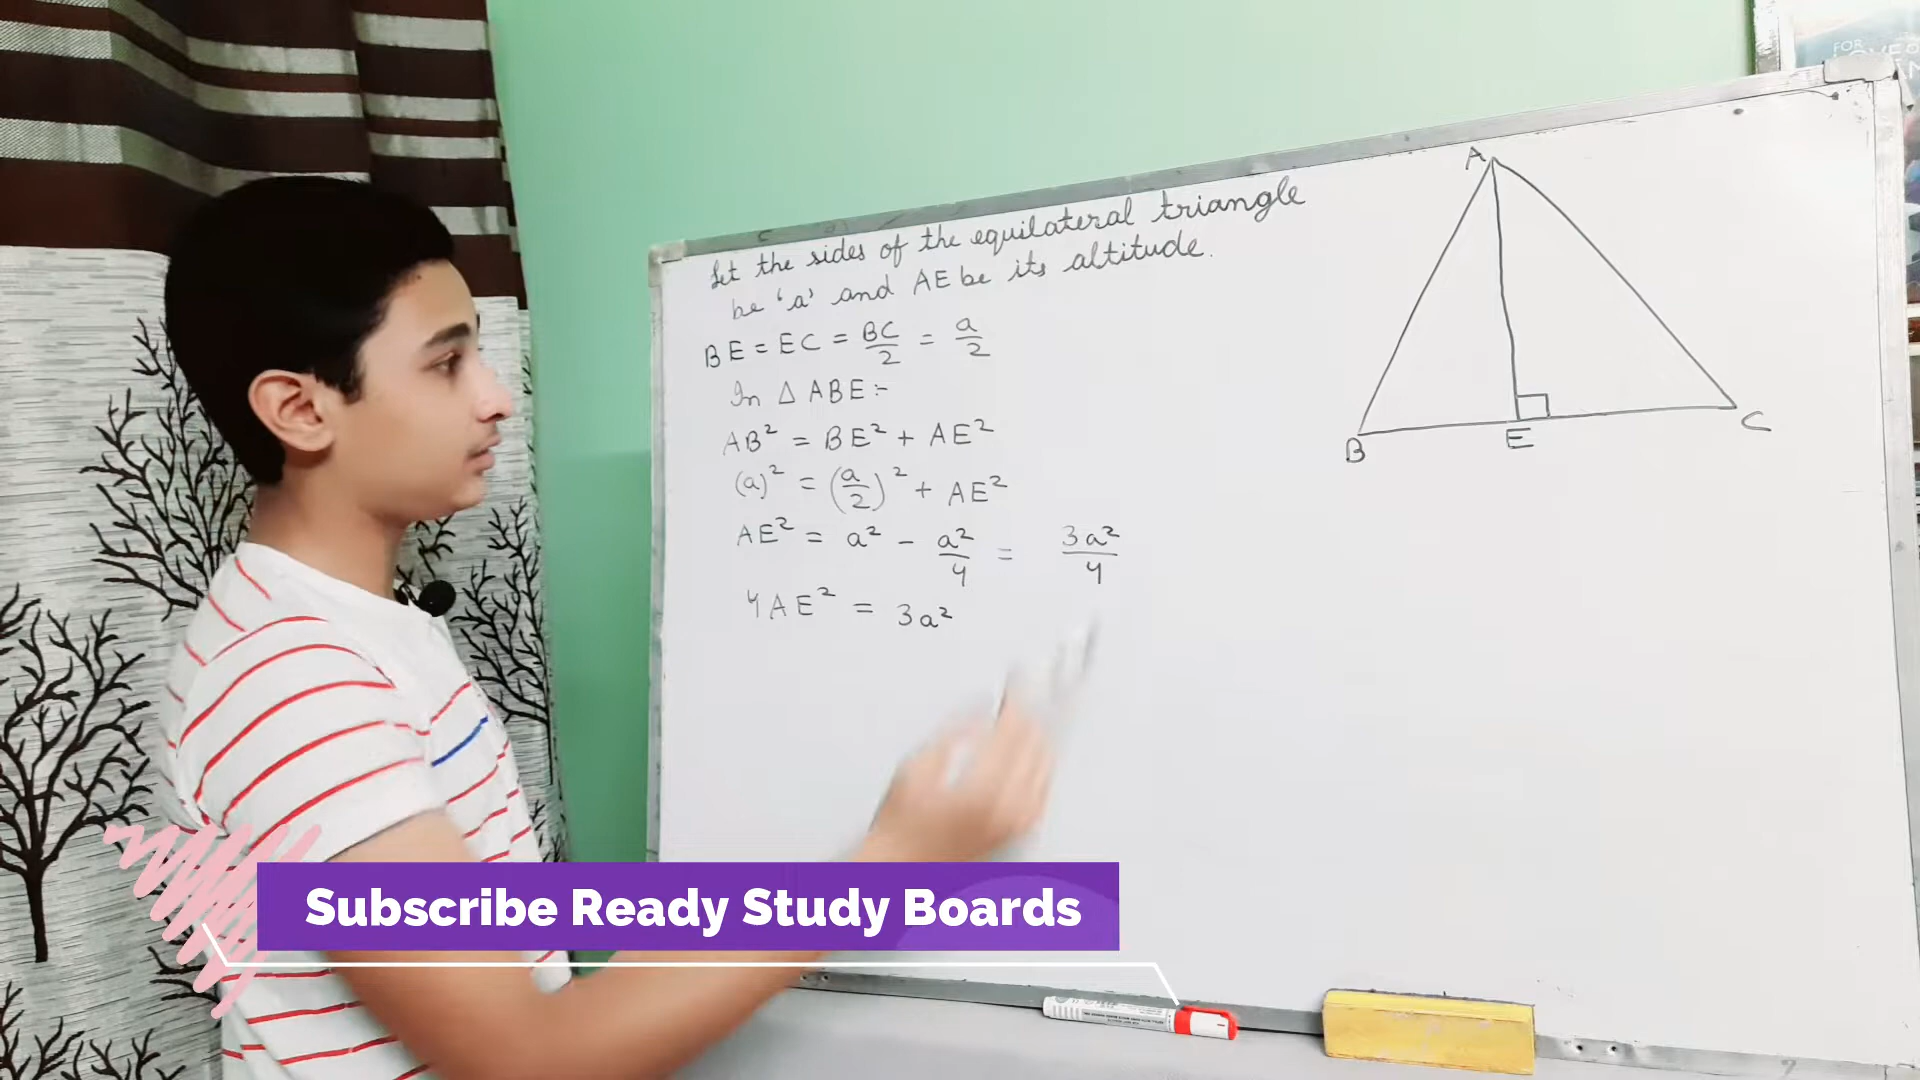 Let the sides of the equilateral triangle
be 'a' and AE be its altitude.
BE = EC = BC/2 = a/2
In △ ABE :-
AB² = BE² + AE²
(a)² = (a/2)² + AE²
AE² = a² - a²/4 = 3a²/4
4AE² = 3a²
A
B
E
C
FOR
Subscribe Ready Study Boards